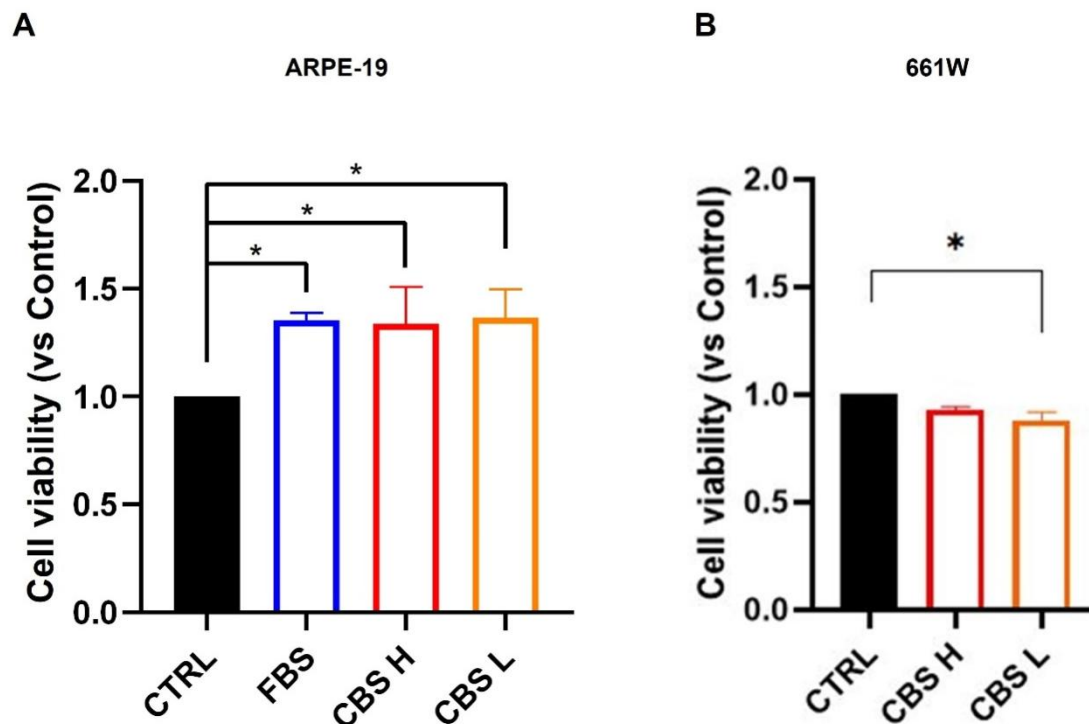 A
ARPE-19
Cell viability (vs Control)
2.0
1.5
1.0
0.5
0.0
*
*
*
CTRL
FBS
CBS H
CBS L
B
661W
Cell viability (vs Control)
2.0
1.5
1.0
0.5
0.0
*
CTRL
CBS H
CBS L